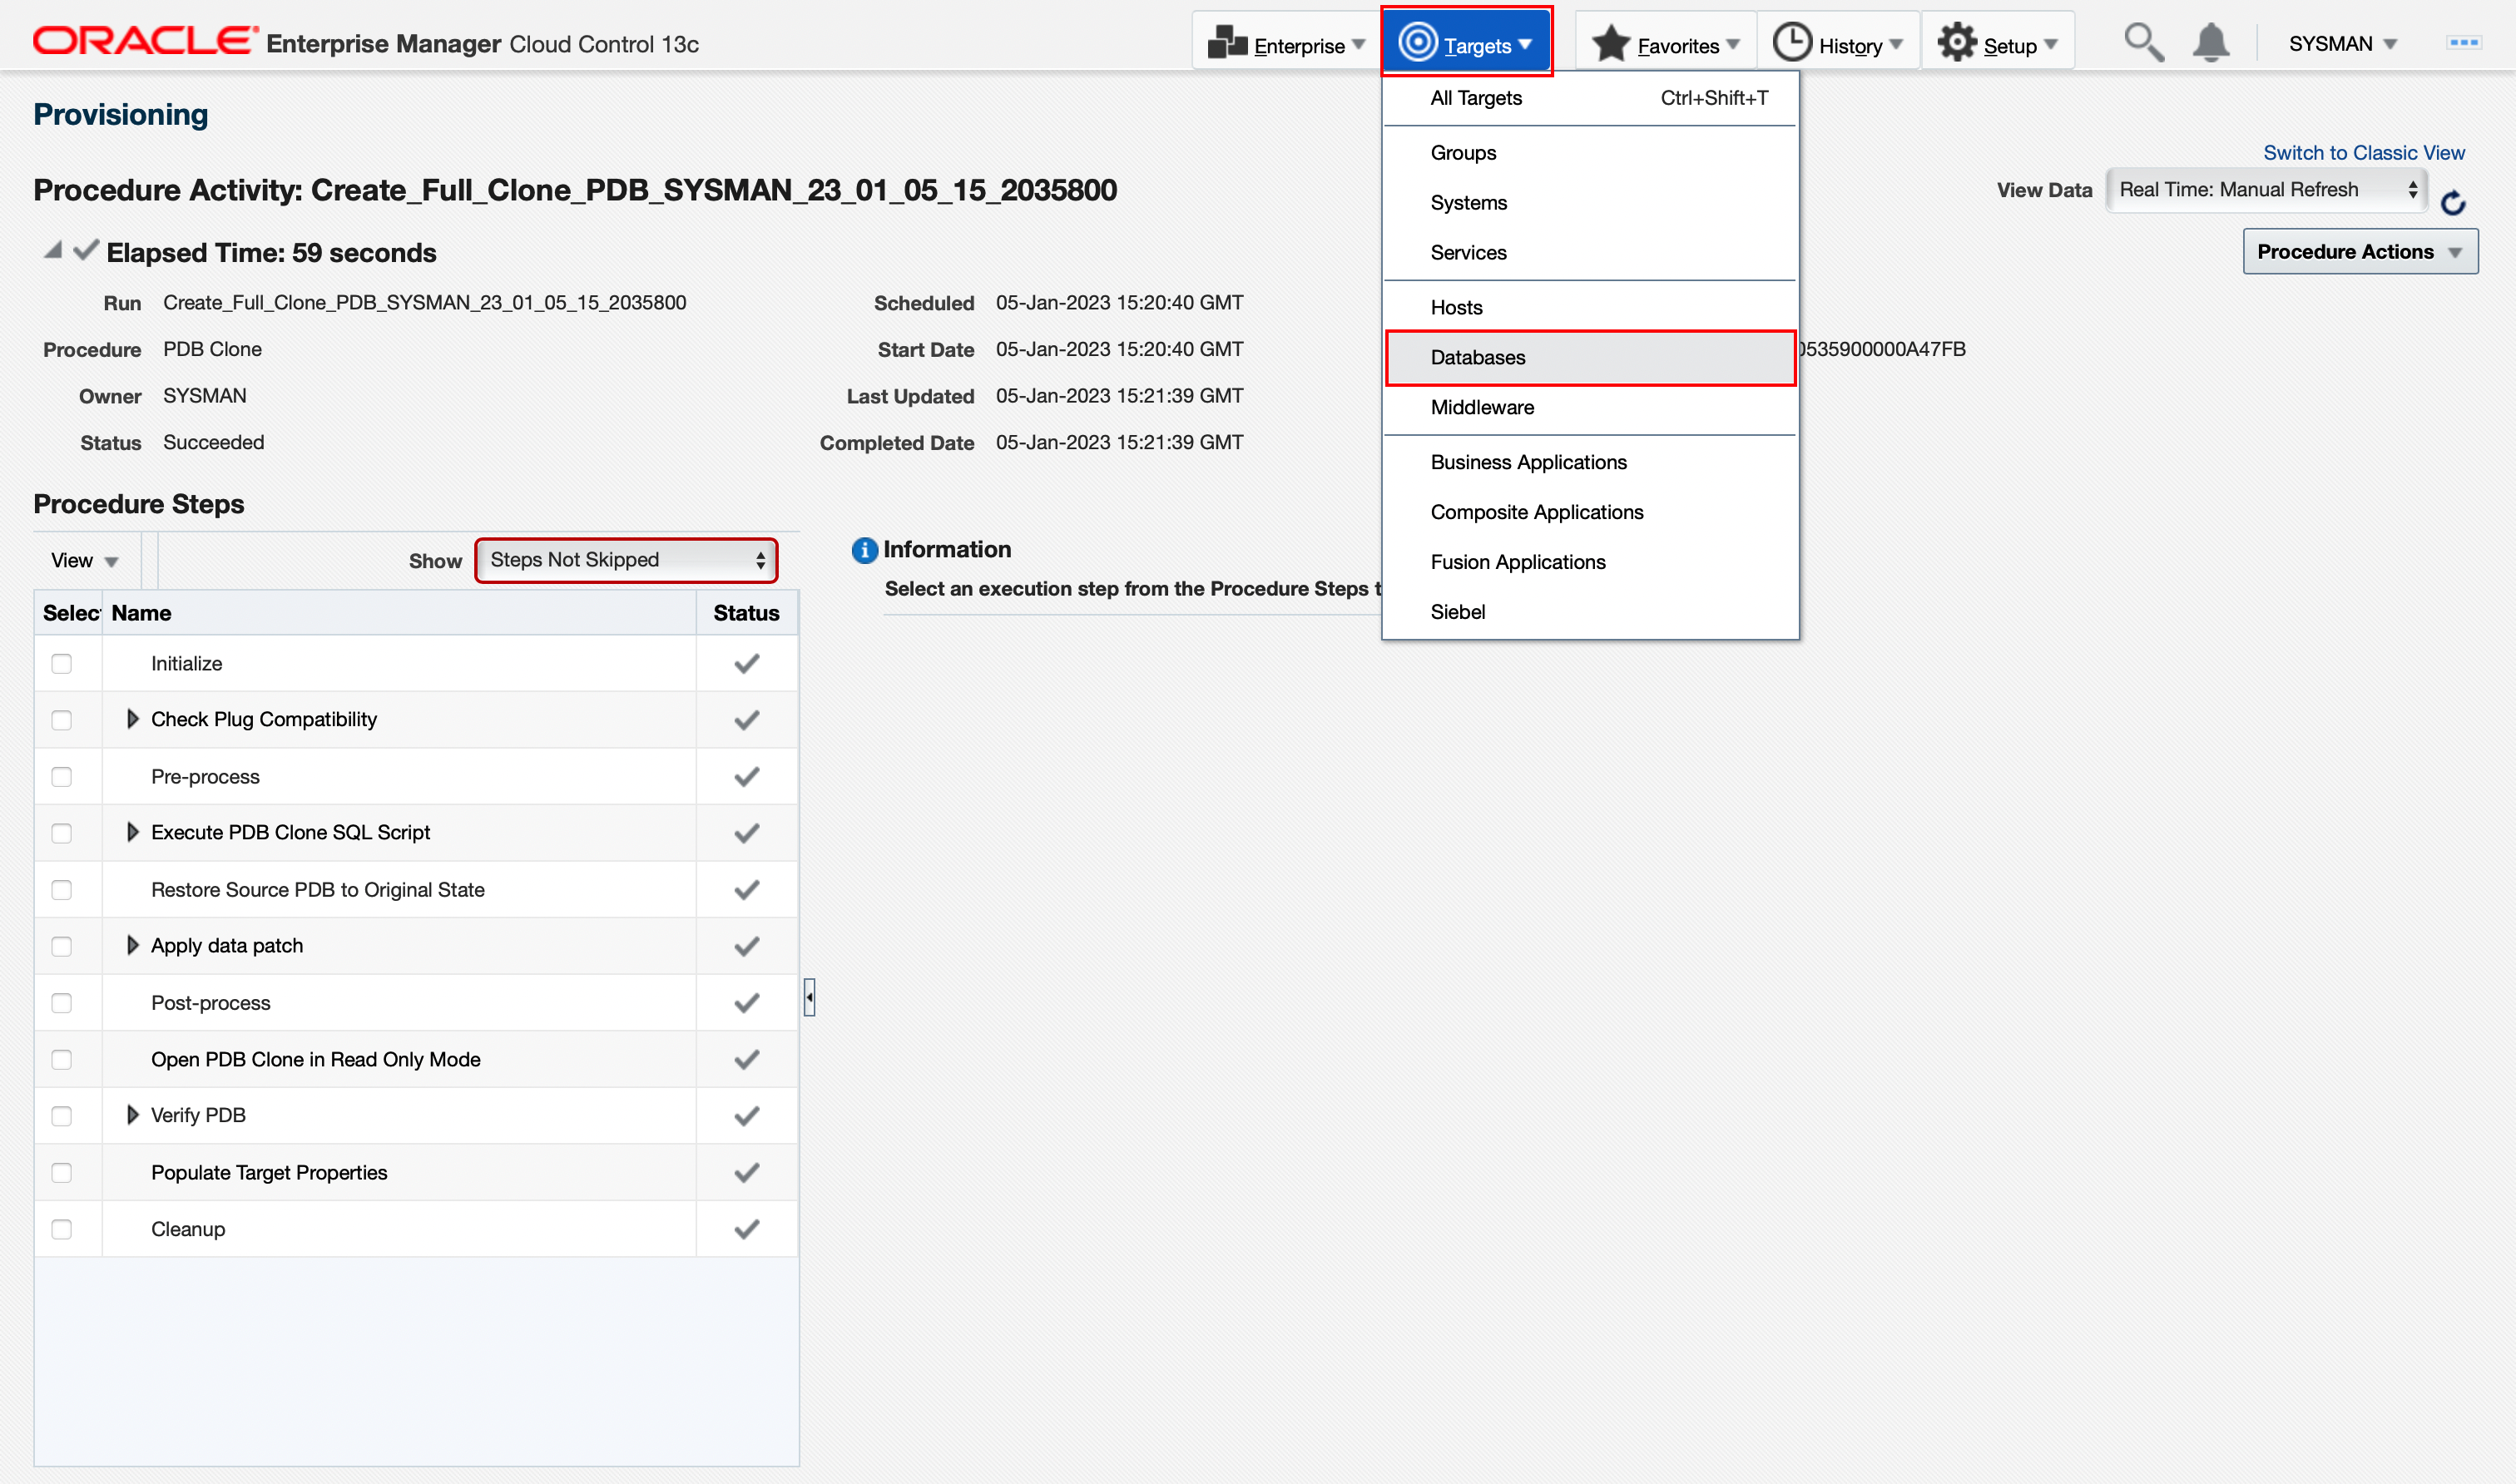 ORACLE Enterprise Manager Cloud Control 13c
Enterprise
Targets
Favorites
History
Setup
SYSMAN
All Targets Ctrl+Shift+T
Groups
Systems
Services
Hosts
Databases
Middleware
Business Applications
Composite Applications
Fusion Applications
Siebel
Provisioning
Switch to Classic View
Procedure Activity: Create_Full_Clone_PDB_SYSMAN_23_01_05_15_2035800
View Data Real Time: Manual Refresh
Elapsed Time: 59 seconds
Procedure Actions
Run Create_Full_Clone_PDB_SYSMAN_23_01_05_15_2035800
Procedure PDB Clone
Owner SYSMAN
Status Succeeded
Scheduled 05-Jan-2023 15:20:40 GMT
Start Date 05-Jan-2023 15:20:40 GMT
Last Updated 05-Jan-2023 15:21:39 GMT
Completed Date 05-Jan-2023 15:21:39 GMT
0535900000A47FB
Procedure Steps
View
Show Steps Not Skipped
Selec Name Status
Initialize
Check Plug Compatibility
Pre-process
Execute PDB Clone SQL Script
Restore Source PDB to Original State
Apply data patch
Post-process
Open PDB Clone in Read Only Mode
Verify PDB
Populate Target Properties
Cleanup
Information
Select an execution step from the Procedure Steps t